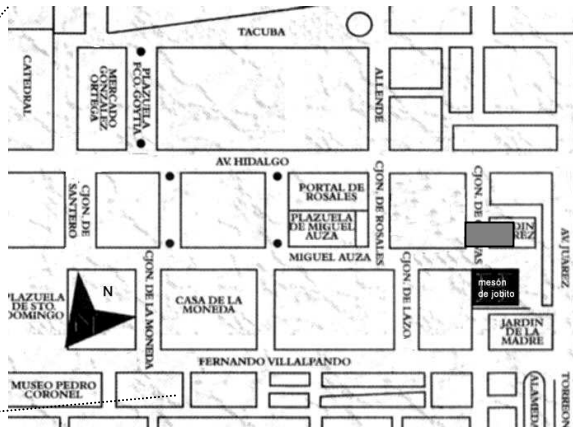 TACUBA
CATEDRAL
MERCADO
GONZALEZ
ORTEGA
PLAZUELA
FCO. GOYTIA
ALLENDE
AV. HIDALGO
CJON. DE
SANTERO
PORTAL DE
ROSALES
PLAZUELA
DE MIGUEL
AUZA
CJON. DE ROSALES
MIGUEL AUZA
AV. JUAREZ
N
PLAZUELA
DE STO.
DOMINGO
CJON. DE LA MONEDA
CASA DE LA
MONEDA
CJON. DE LAZO.
mesón
de jobito
JARDIN
DE LA
MADRE
FERNANDO VILLALPANDO
MUSEO PEDRO
CORONEL
ALAMEDA
TORREON